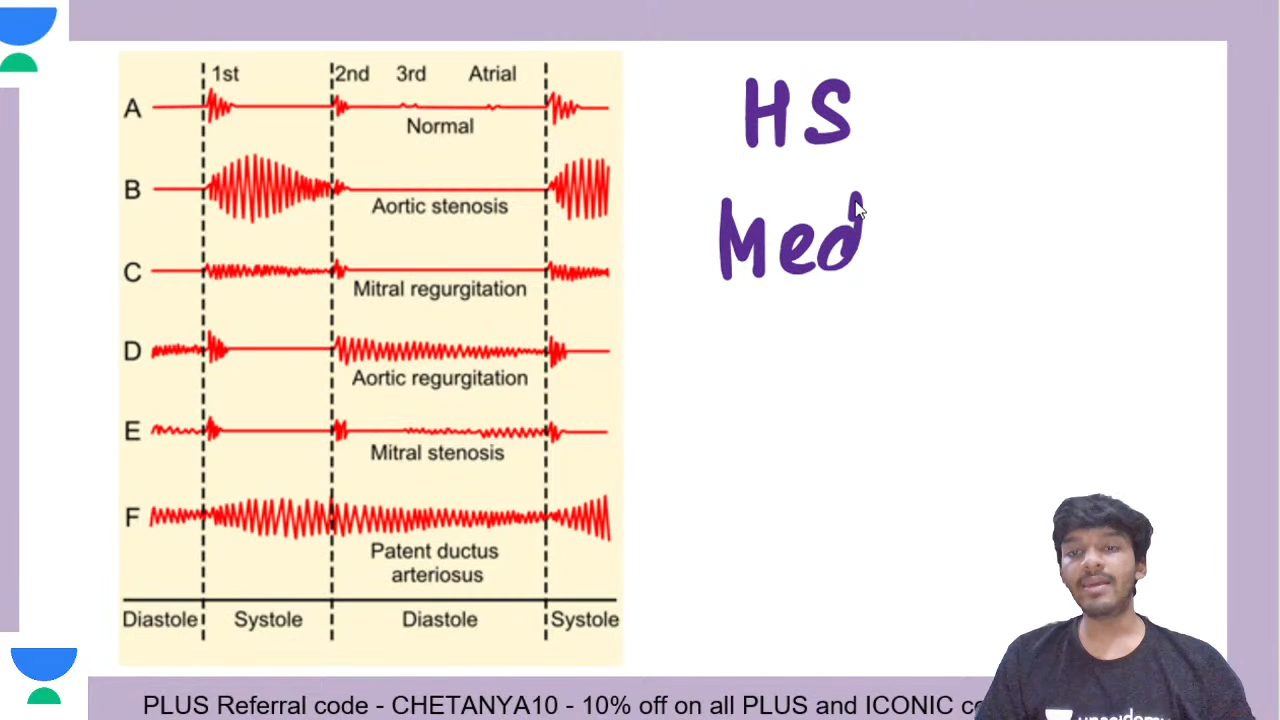 1st 2nd 3rd Atrial
A
Normal
B
Aortic stenosis
C
Mitral regurgitation
D
Aortic regurgitation
E
Mitral stenosis
F
Patent ductus
arteriosus
Diastole Systole Diastole Systole
HS
Med
PLUS Referral code - CHETANYA10 - 10% off on all PLUS and ICONIC